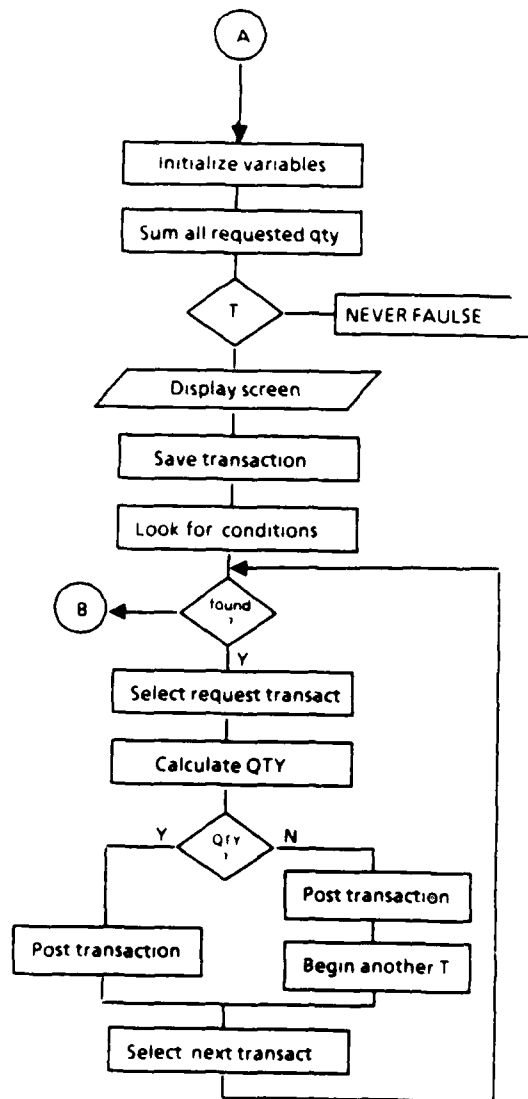 A
Initialize variables
Sum all requested qty
T
NEVER FAULSE
Display screen
Save transaction
Look for conditions
B
found ?
Y
Select request transact
Calculate QTY
Y
QTY ?
N
Post transaction
Post transaction
Begin another T
Select next transact